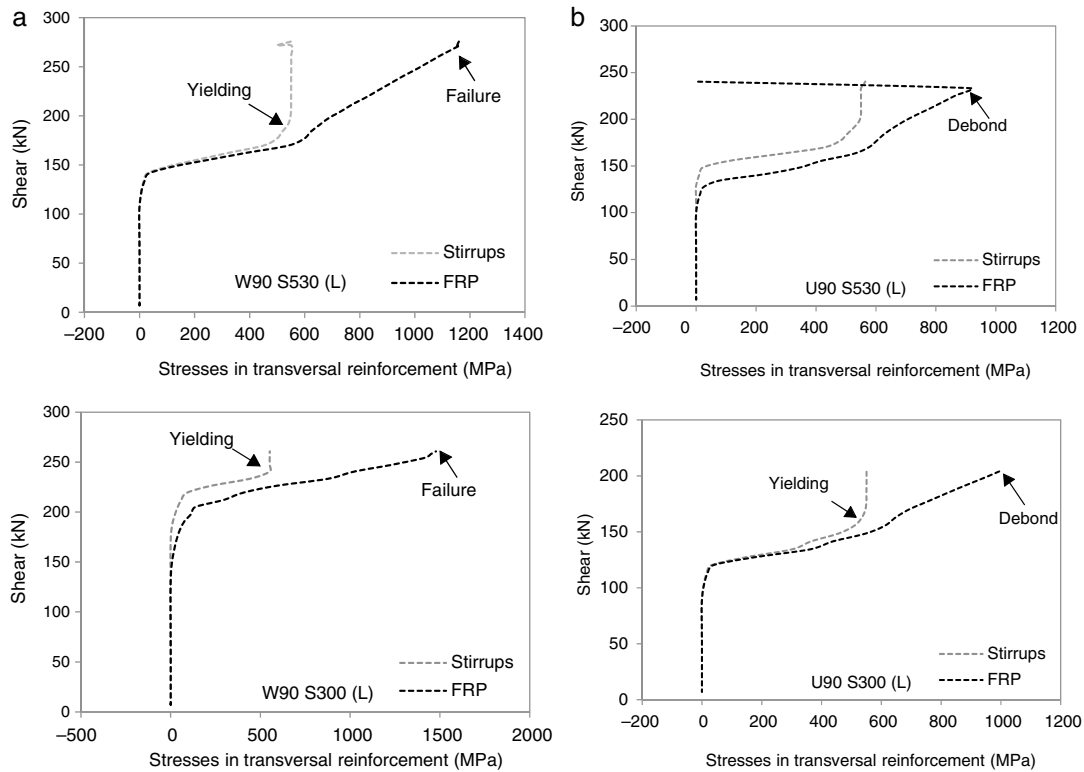 a
300
250
200
150
100
50
0
Shear (kN)
Yielding
Failure
Stirrups
FRP
W90 S530 (L)
−200 0 200 400 600 800 1000 1200 1400
Stresses in transversal reinforcement (MPa)
b
300
250
200
150
100
50
0
Shear (kN)
Debond
Stirrups
FRP
U90 S530 (L)
−200 0 200 400 600 800 1000 1200
Stresses in transversal reinforcement (MPa)
300
250
200
150
100
50
0
Shear (kN)
Yielding
Failure
Stirrups
FRP
W90 S300 (L)
−500 0 500 1000 1500 2000
Stresses in transversal reinforcement (MPa)
250
200
150
100
50
0
Shear (kN)
Yielding
Debond
Stirrups
FRP
U90 S300 (L)
−200 0 200 400 600 800 1000 1200
Stresses in transversal reinforcement (MPa)